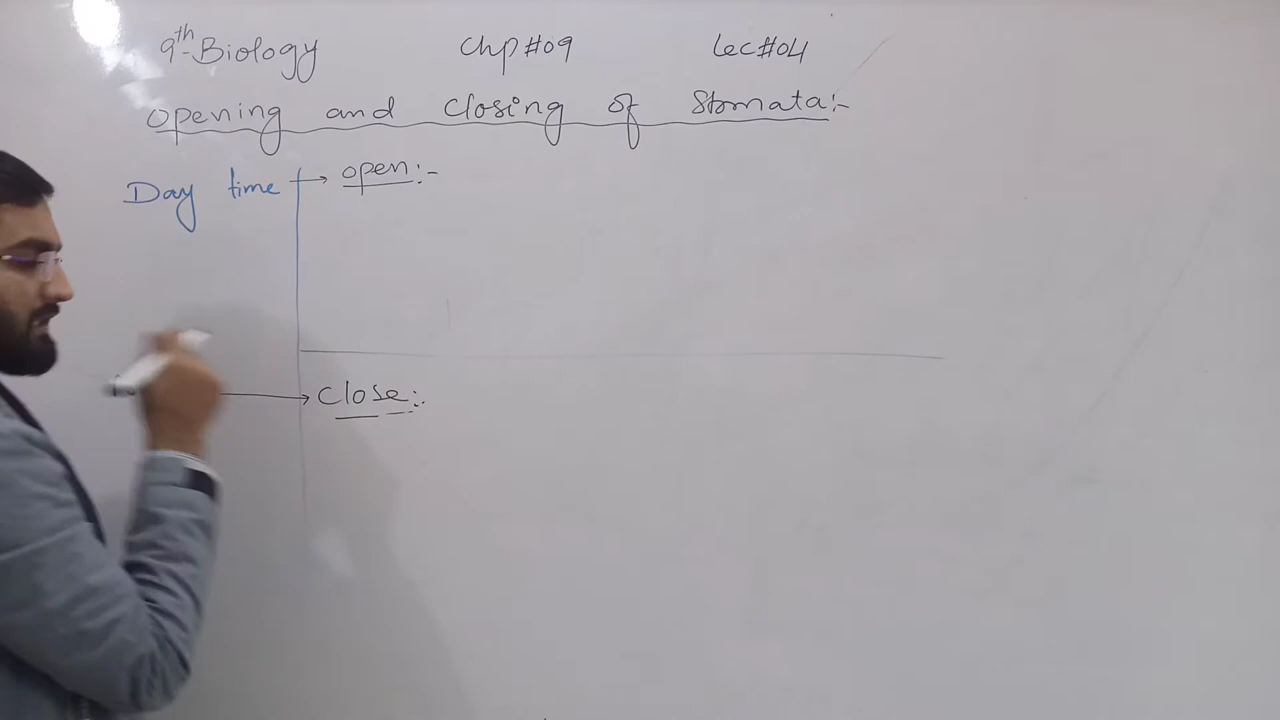 9th Biology Chp#09 Lec#04
Opening and Closing of Stomata:-
Day time → open:-
→ Close:-